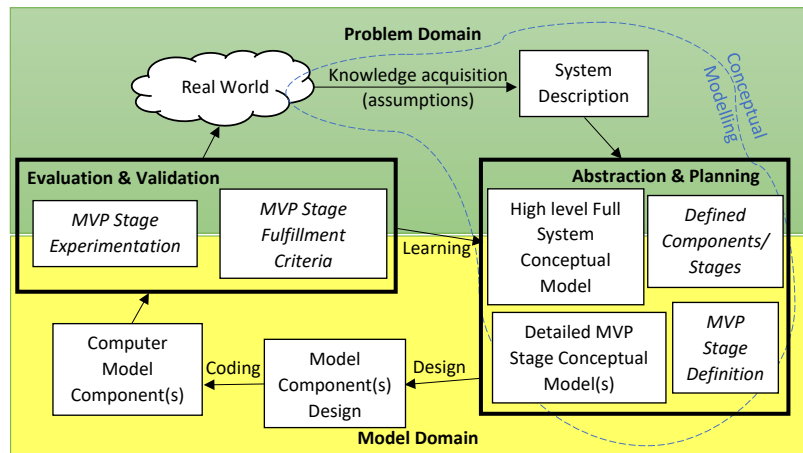 Problem Domain
Real World
Knowledge acquisition
(assumptions)
System
Description
Conceptual
Modelling
Evaluation & Validation
MVP Stage
Experimentation
MVP Stage
Fulfillment
Criteria
Learning
Abstraction & Planning
High level Full
System
Conceptual
Model
Defined
Components/
Stages
Detailed MVP
Stage Conceptual
Model(s)
MVP
Stage
Definition
Computer
Model
Component(s)
Coding
Model
Component(s)
Design
Design
Model Domain